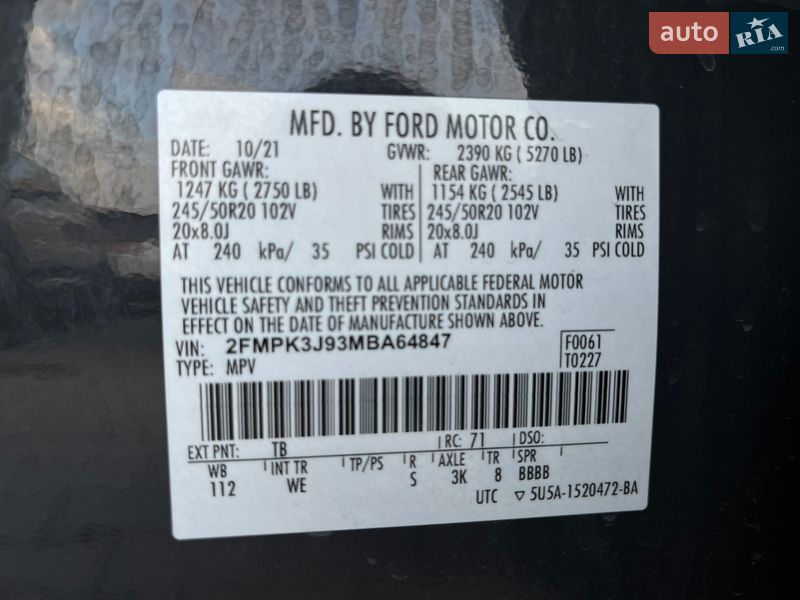 auto RIA .com
MFD. BY FORD MOTOR CO.
DATE: 10/21 GVWR: 2390 KG ( 5270 LB)
FRONT GAWR: REAR GAWR:
1247 KG ( 2750 LB) WITH 1154 KG ( 2545 LB) WITH
245/50R20 102V TIRES 245/50R20 102V TIRES
20x8.0J RIMS 20x8.0J RIMS
AT 240 kPa/ 35 PSI COLD AT 240 kPa/ 35 PSI COLD
THIS VEHICLE CONFORMS TO ALL APPLICABLE FEDERAL MOTOR
VEHICLE SAFETY AND THEFT PREVENTION STANDARDS IN
EFFECT ON THE DATE OF MANUFACTURE SHOWN ABOVE.
VIN: 2FMPK3J93MBA64847 F0061
TYPE: MPV T0227
EXT PNT: TB RC: 71 DSO:
WB INT TR TP/PS R AXLE TR SPR
112 WE S 3K 8 BBBB
UTC ▽ 5U5A-1520472-BA